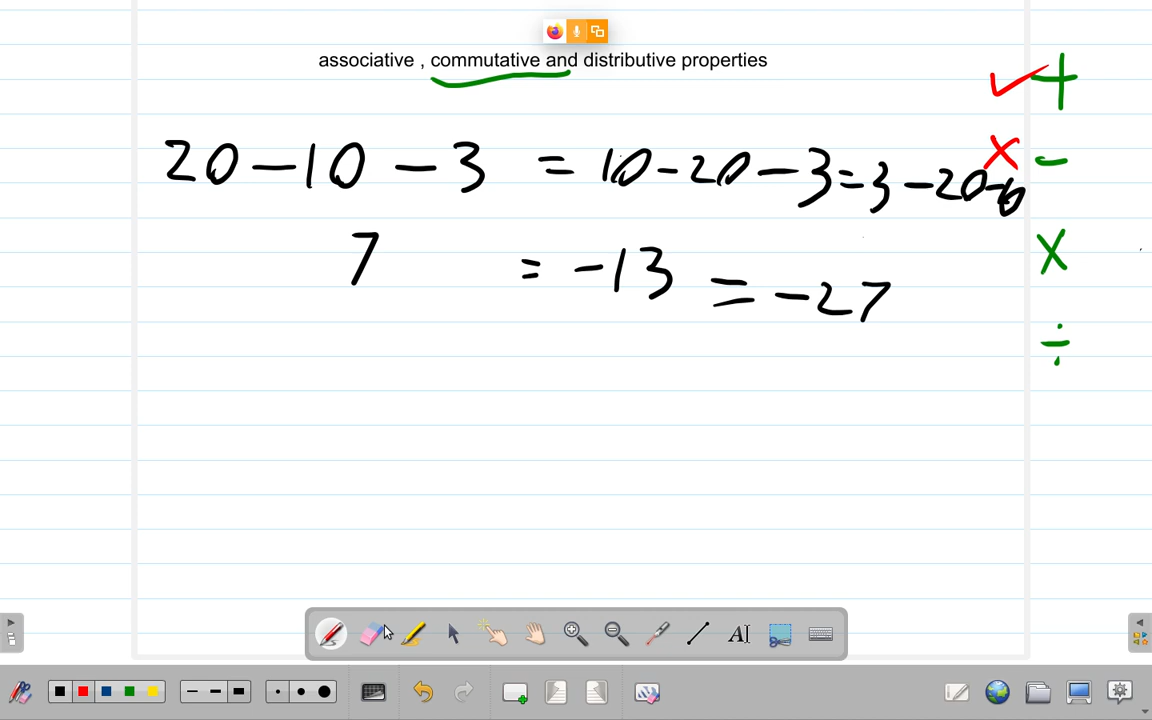 associative , commutative and distributive properties
+
20 - 10 - 3 = 10 - 20 - 3 = 3 - 20 - 10
-
7 = -13 = -27
×
÷